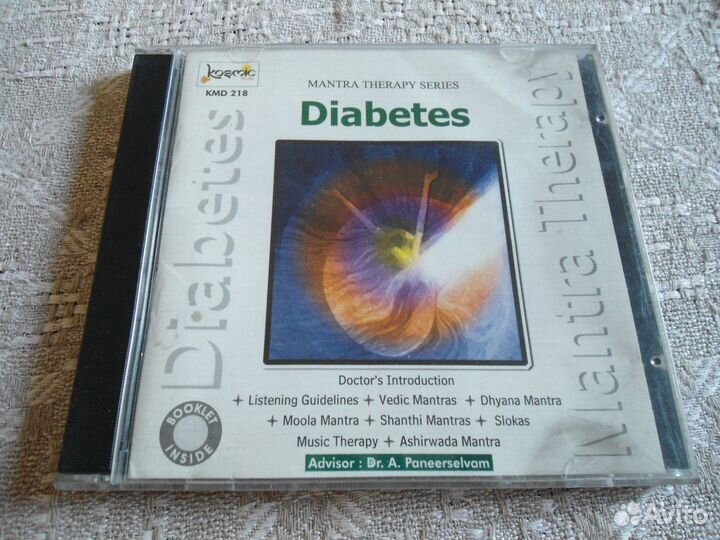 kosmic
KMD 218
MANTRA THERAPY SERIES
Diabetes
Diabetes
Mantra Therapy
Doctor's Introduction
Listening Guidelines + Vedic Mantras + Dhyana Mantra
+ Moola Mantra + Shanthi Mantras + Slokas
Music Therapy + Ashirwada Mantra
BOOKLET
INSIDE
Advisor : Dr. A. Paneerselvam
Avito